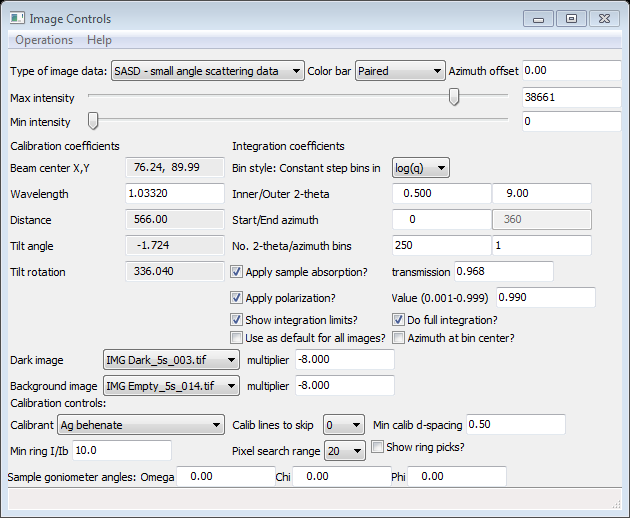 Image Controls
Operations Help
Type of image data: SASD - small angle scattering data Color bar Paired Azimuth offset 0.00
Max intensity 38661
Min intensity 0
Calibration coefficients Integration coefficients
Beam center X,Y 76.24, 89.99 Bin style: Constant step bins in log(q)
Wavelength 1.03320 Inner/Outer 2-theta 0.500 9.00
Distance 566.00 Start/End azimuth 0 360
Tilt angle -1.724 No. 2-theta/azimuth bins 250 1
Tilt rotation 336.040 Apply sample absorption? transmission 0.968
Apply polarization? Value (0.001-0.999) 0.990
Show integration limits? Do full integration?
Use as default for all images? Azimuth at bin center?
Dark image IMG Dark_5s_003.tif multiplier -8.000
Background image IMG Empty_5s_014.tif multiplier -8.000
Calibration controls:
Calibrant Ag behenate Calib lines to skip 0 Min calib d-spacing 0.50
Min ring I/Ib 10.0 Pixel search range 20 Show ring picks?
Sample goniometer angles: Omega 0.00 Chi 0.00 Phi 0.00